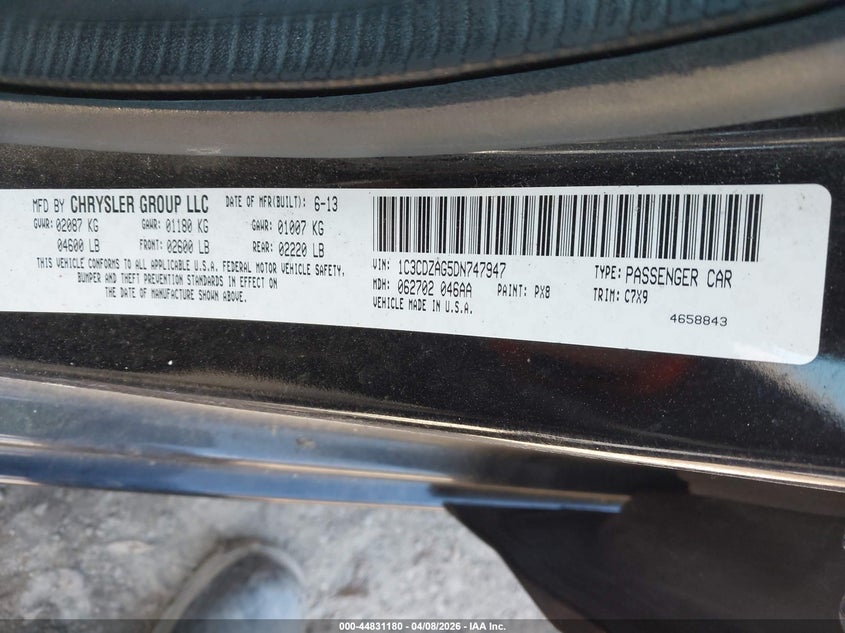 MFD BY CHRYSLER GROUP LLC DATE OF MFR(BUILT): 6-13
GVWR: 02087 KG GAWR: 01180 KG GAWR: 01007 KG
04600 LB FRONT: 02600 LB REAR: 02220 LB
THIS VEHICLE CONFORMS TO ALL APPLICABLE U.S.A. FEDERAL MOTOR VEHICLE SAFETY,
BUMPER AND THEFT PREVENTION STANDARDS IN EFFECT ON
THE DATE OF MANUFACTURE SHOWN ABOVE.
VIN: 1C3CDZAG5DN747947 TYPE: PASSENGER CAR
MDH: 062702 046AA PAINT: PX8 TRIM: C7X9
VEHICLE MADE IN U.S.A.
4658843
000-44831180 | 04/08/2026 | IAA Inc.